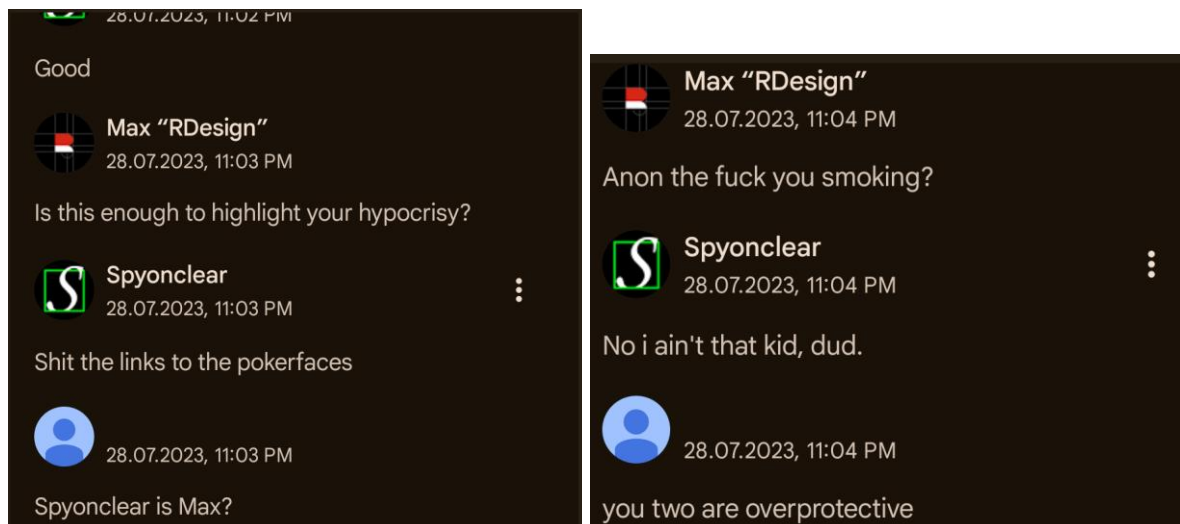 28.07.2023, 11:02 PM
Good
Max “RDesign”
28.07.2023, 11:03 PM
Is this enough to highlight your hypocrisy?
Spyonclear
28.07.2023, 11:03 PM
Shit the links to the pokerfaces
28.07.2023, 11:03 PM
Spyonclear is Max?
Max “RDesign”
28.07.2023, 11:04 PM
Anon the fuck you smoking?
Spyonclear
28.07.2023, 11:04 PM
No i ain't that kid, dud.
28.07.2023, 11:04 PM
you two are overprotective